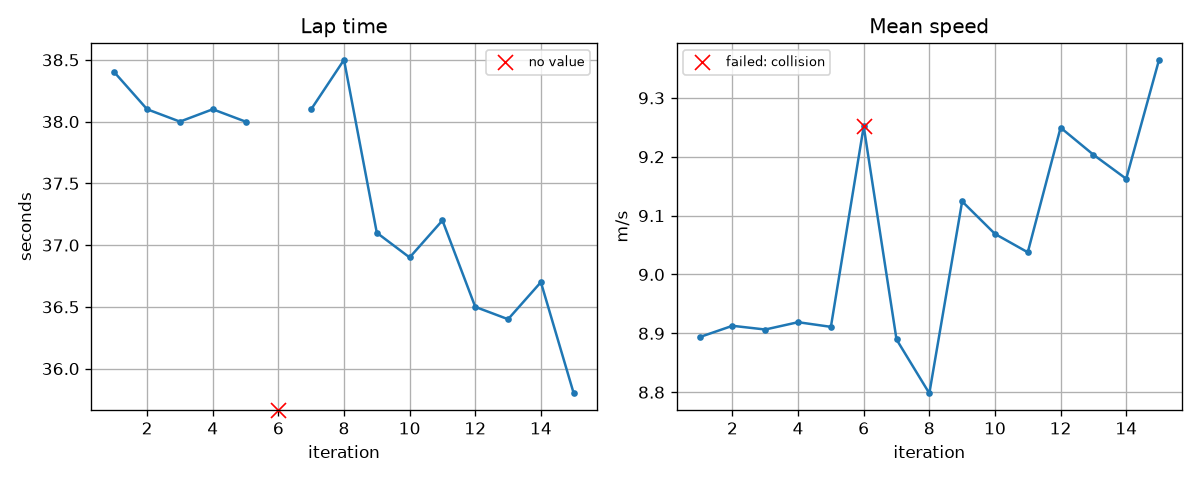 Lap time
38.5
38.0
37.5
37.0
36.5
36.0
seconds
no value
2 4 6 8 10 12 14
iteration
Mean speed
9.3
9.2
9.1
9.0
8.9
8.8
m/s
failed: collision
2 4 6 8 10 12 14
iteration